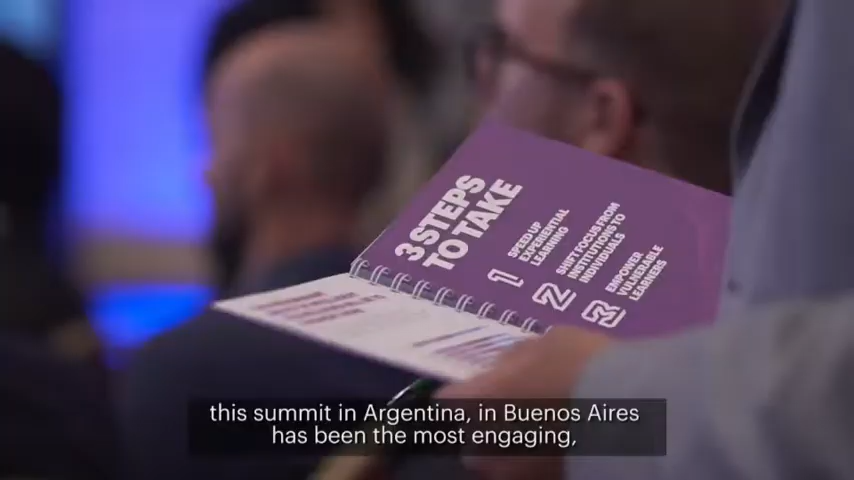 3 STEPS
TO TAKE
1
SPEED UP
EXPERIENTIAL
LEARNING
2
SHIFT FOCUS FROM
INSTITUTIONS TO
INDIVIDUALS
3
EMPOWER
VULNERABLE
LEARNERS
this summit in Argentina, in Buenos Aires
has been the most engaging,